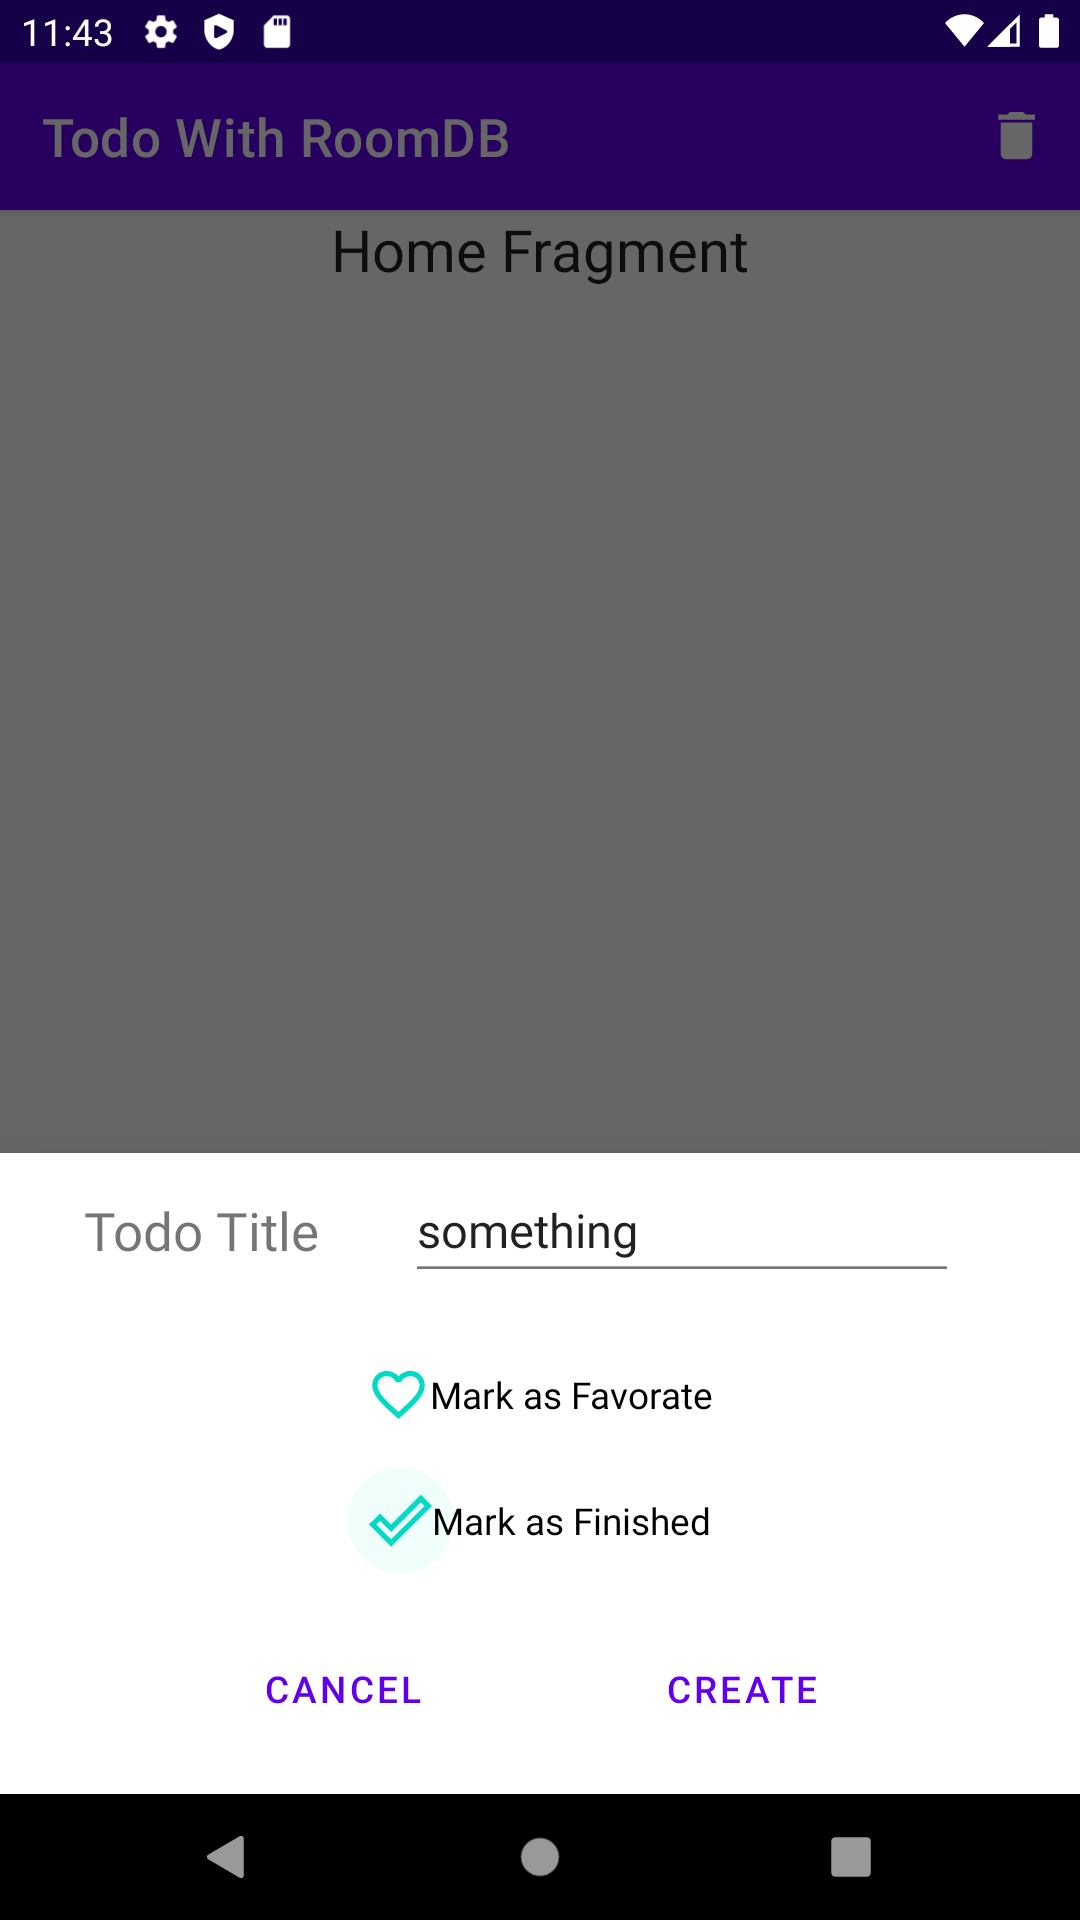 11:43
Todo With RoomDB
Home Fragment
Todo Title
something
Mark as Favorate
Mark as Finished
CANCEL
CREATE